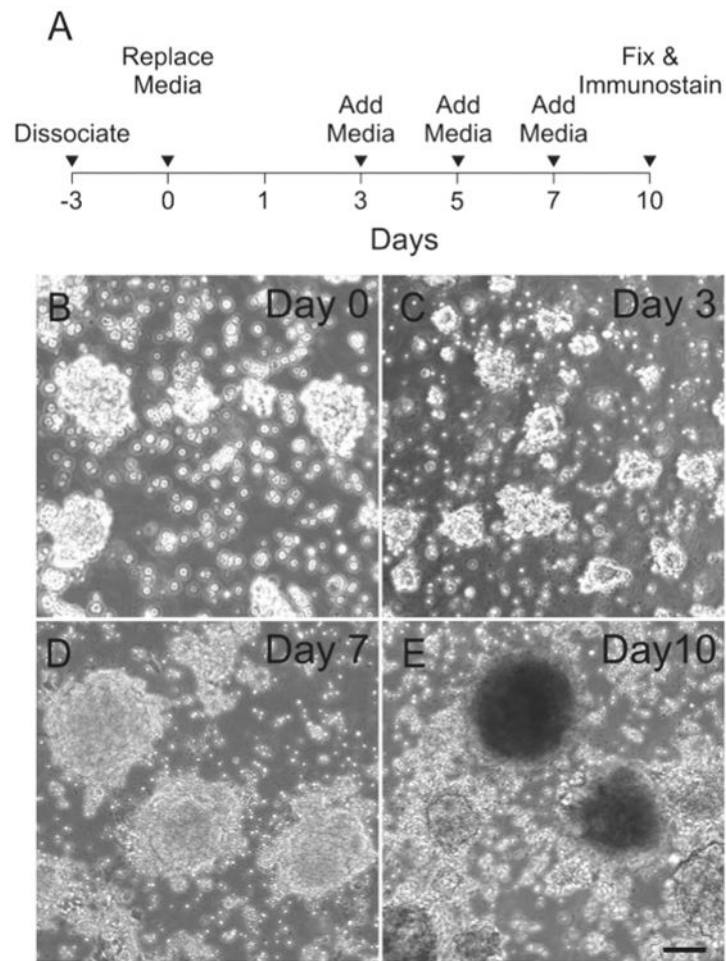 A
Replace
Media
Fix &
Immunostain
Dissociate
Add
Media
Add
Media
Add
Media
-3 0 1 3 5 7 10
Days
B Day 0
C Day 3
D Day 7
E Day10